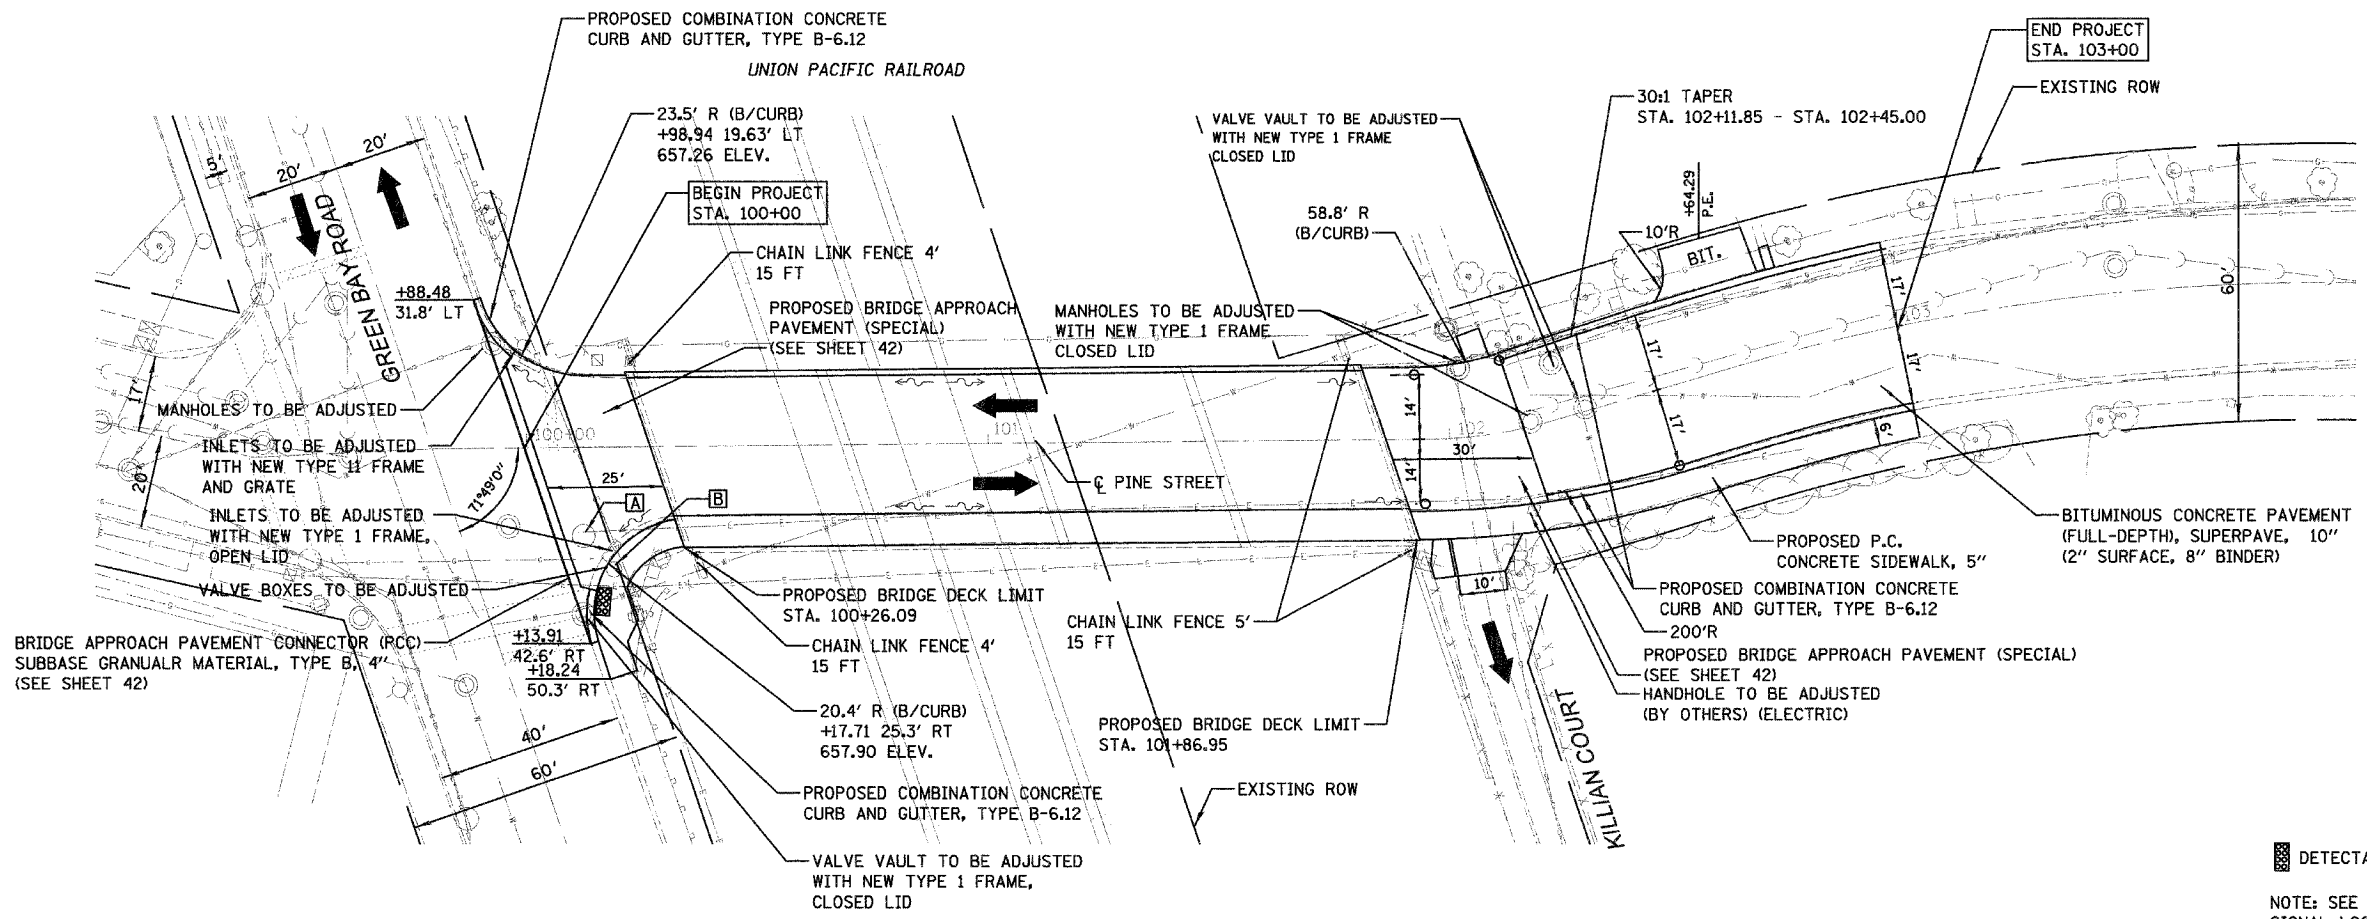 PROPOSED COMBINATION CONCRETE
CURB AND GUTTER, TYPE B-6.12
UNION PACIFIC RAILROAD
END PROJECT
STA. 103+00
EXISTING ROW
23.5' R (B/CURB)
+98.94 19.63' LT
657.26 ELEV.
BEGIN PROJECT
STA. 100+00
VALVE VAULT TO BE ADJUSTED
WITH NEW TYPE 1 FRAME
CLOSED LID
30:1 TAPER
STA. 102+11.85 - STA. 102+45.00
5'
20'
20'
GREEN BAY ROAD
58.8' R
(B/CURB)
+64.29
P.E.
10'R
BIT.
CHAIN LINK FENCE 4'
15 FT
+88.48
31.8' LT
PROPOSED BRIDGE APPROACH
PAVEMENT (SPECIAL)
(SEE SHEET 42)
MANHOLES TO BE ADJUSTED
WITH NEW TYPE 1 FRAME
CLOSED LID
17'
17'
103
60'
17'
17'
17'
20'
MANHOLES TO BE ADJUSTED
INLETS TO BE ADJUSTED
WITH NEW TYPE 11 FRAME
AND GRATE
100+00
101
102
14'
14'
30'
6'
71°49'0"
25'
A
B
℄ PINE STREET
INLETS TO BE ADJUSTED
WITH NEW TYPE 1 FRAME,
OPEN LID
VALVE BOXES TO BE ADJUSTED
BRIDGE APPROACH PAVEMENT CONNECTOR (PCC)
SUBBASE GRANUALR MATERIAL, TYPE B, 4"
(SEE SHEET 42)
+13.91
42.6' RT
+18.24
50.3' RT
PROPOSED BRIDGE DECK LIMIT
STA. 100+26.09
CHAIN LINK FENCE 4'
15 FT
CHAIN LINK FENCE 5'
15 FT
10'
BITUMINOUS CONCRETE PAVEMENT
(FULL-DEPTH), SUPERPAVE, 10"
(2" SURFACE, 8" BINDER)
PROPOSED P.C.
CONCRETE SIDEWALK, 5"
PROPOSED COMBINATION CONCRETE
CURB AND GUTTER, TYPE B-6.12
200'R
PROPOSED BRIDGE APPROACH PAVEMENT (SPECIAL)
(SEE SHEET 42)
HANDHOLE TO BE ADJUSTED
(BY OTHERS) (ELECTRIC)
20.4' R (B/CURB)
+17.71 25.3' RT
657.90 ELEV.
PROPOSED BRIDGE DECK LIMIT
STA. 101+86.95
40'
60'
PROPOSED COMBINATION CONCRETE
CURB AND GUTTER, TYPE B-6.12
EXISTING ROW
KILLIAN COURT
VALVE VAULT TO BE ADJUSTED
WITH NEW TYPE 1 FRAME,
CLOSED LID
NOTE: SEE